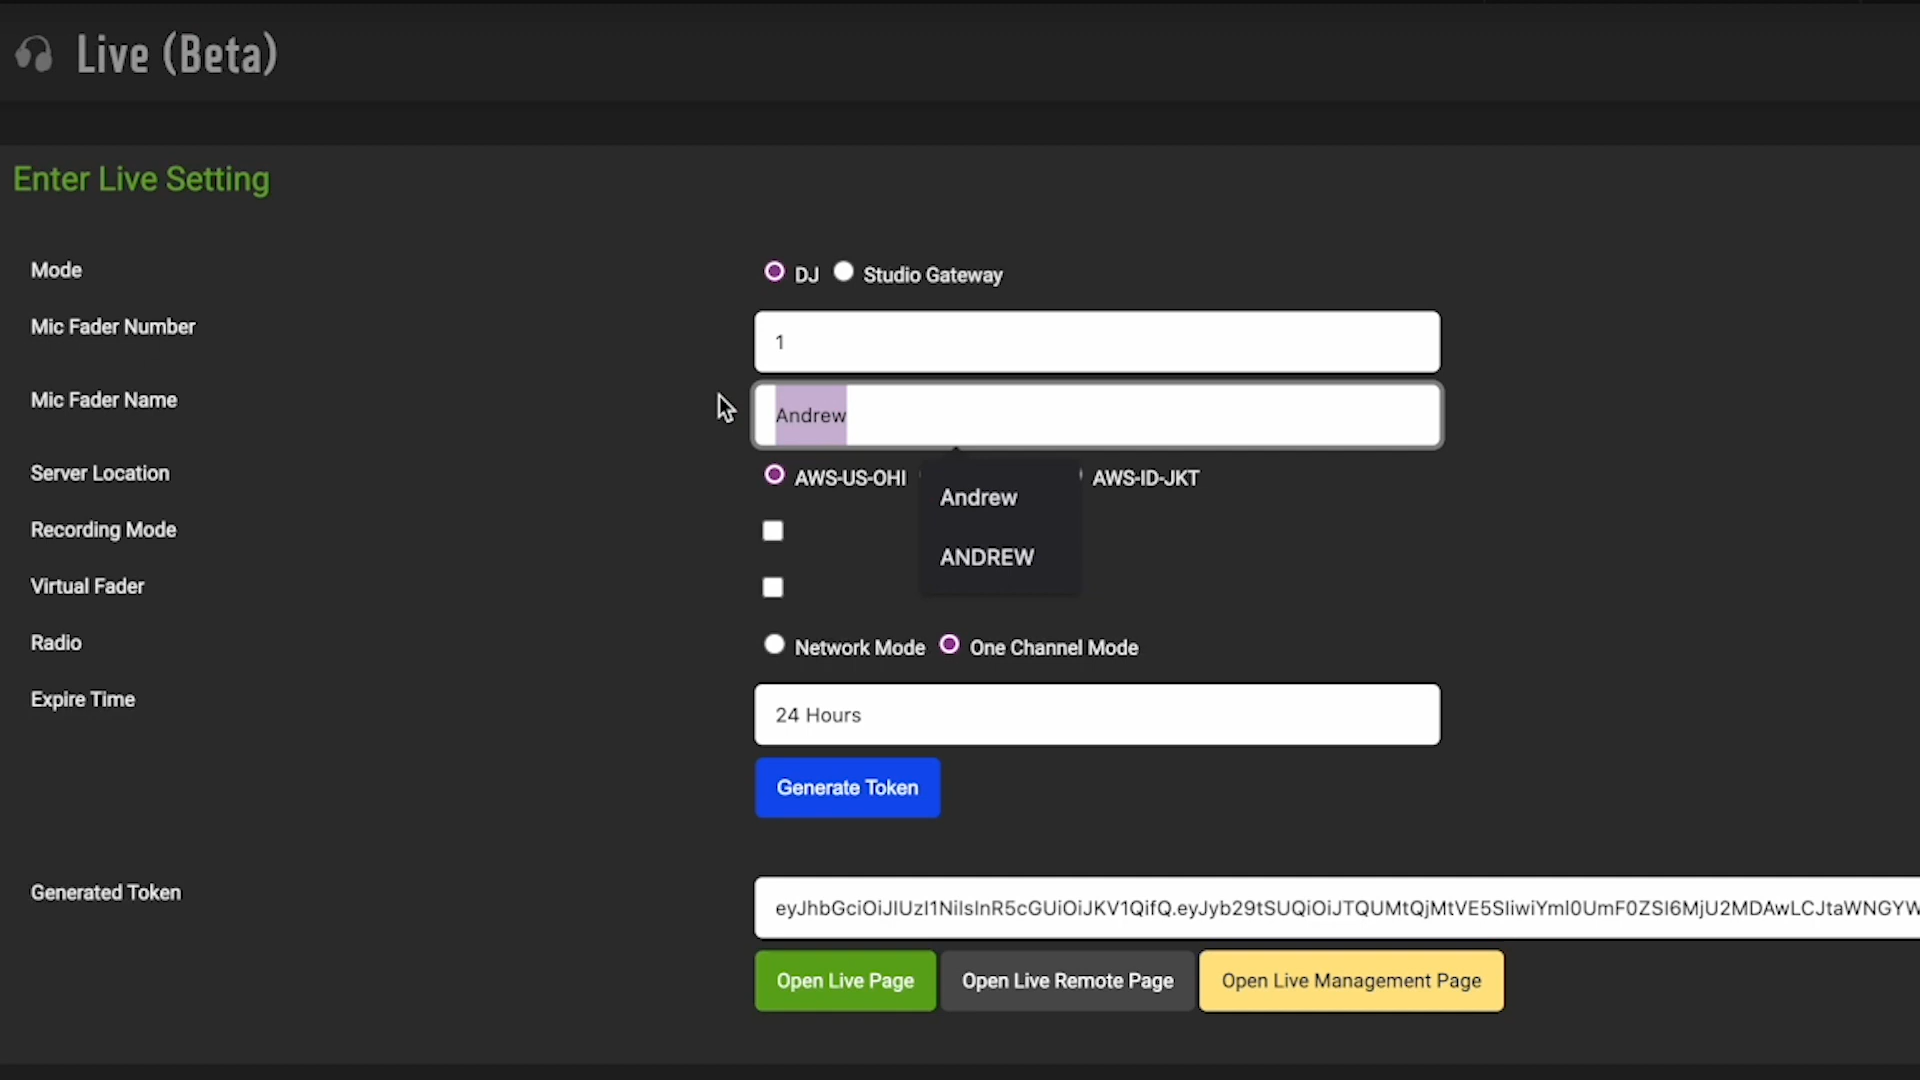 Live (Beta)
Enter Live Setting
Mode
DJ Studio Gateway
Mic Fader Number
1
Mic Fader Name
Andrew
Server Location
AWS-US-OHI AWS-ID-JKT
Andrew
Recording Mode
ANDREW
Virtual Fader
Radio
Network Mode One Channel Mode
Expire Time
24 Hours
Generate Token
Generated Token
eyJhbGciOiJIUzI1NiIsInR5cGUiOiJKV1QifQ.eyJyb29tSUQiOiJTQUMtQjMtVE5SIiwiYml0UmF0ZSI6MjU2MDAwLCJtaWNGYW
Open Live Page Open Live Remote Page Open Live Management Page